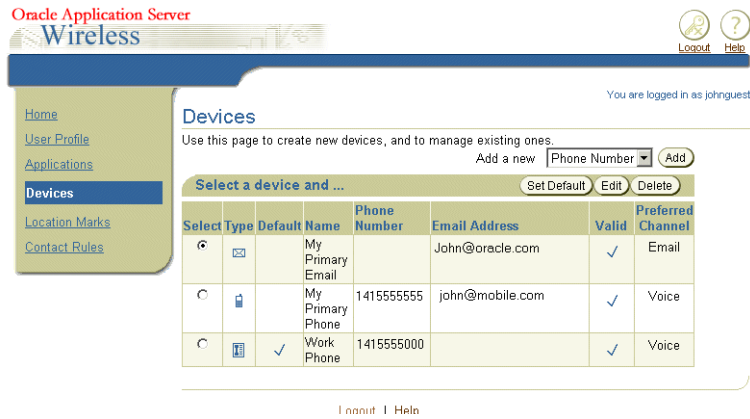 Oracle Application Server
Wireless
Logout Help
You are logged in as johnguest
Home
User Profile
Applications
Devices
Location Marks
Contact Rules
Devices
Use this page to create new devices, and to manage existing ones.
Add a new Phone Number Add
Select a device and ... Set Default Edit Delete
Select Type Default Name Phone Number Email Address Valid Preferred Channel
My Primary Email John@oracle.com Email
My Primary Phone 1415555555 john@mobile.com Voice
Work Phone 1415555000 Voice
Logout | Help